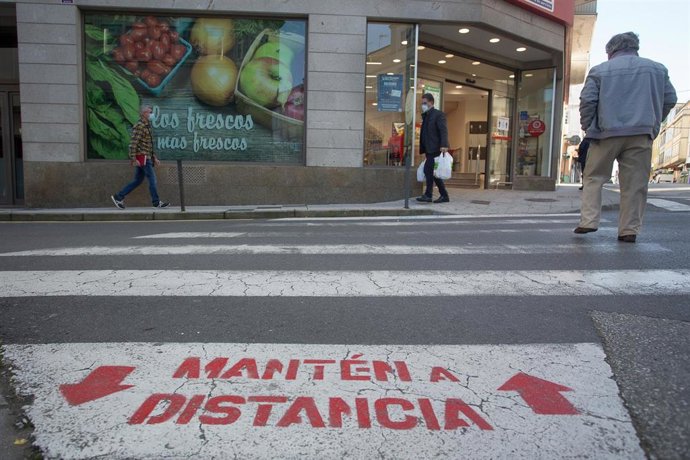 los frescos
más frescos
MANTÉN A
DISTANCIA